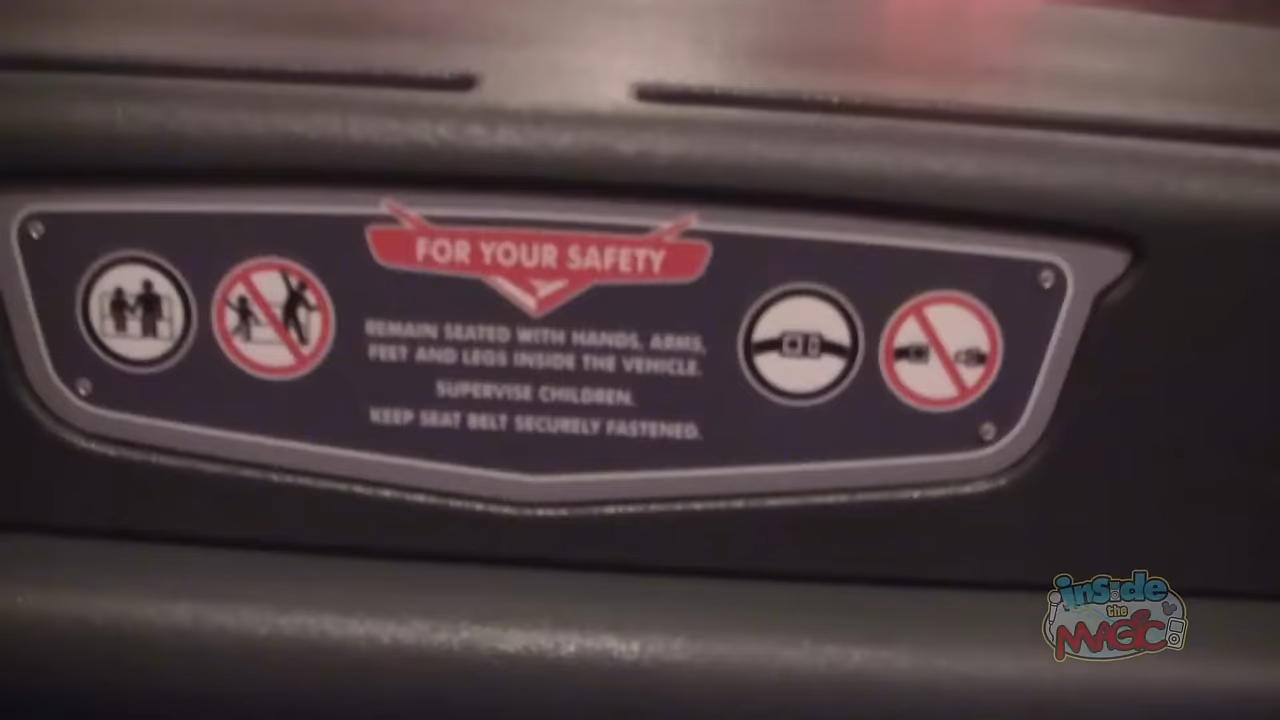 FOR YOUR SAFETY
REMAIN SEATED WITH HANDS, ARMS,
FEET AND LEGS INSIDE THE VEHICLE.
SUPERVISE CHILDREN.
KEEP SEAT BELT SECURELY FASTENED.
inside
the
MAGIC